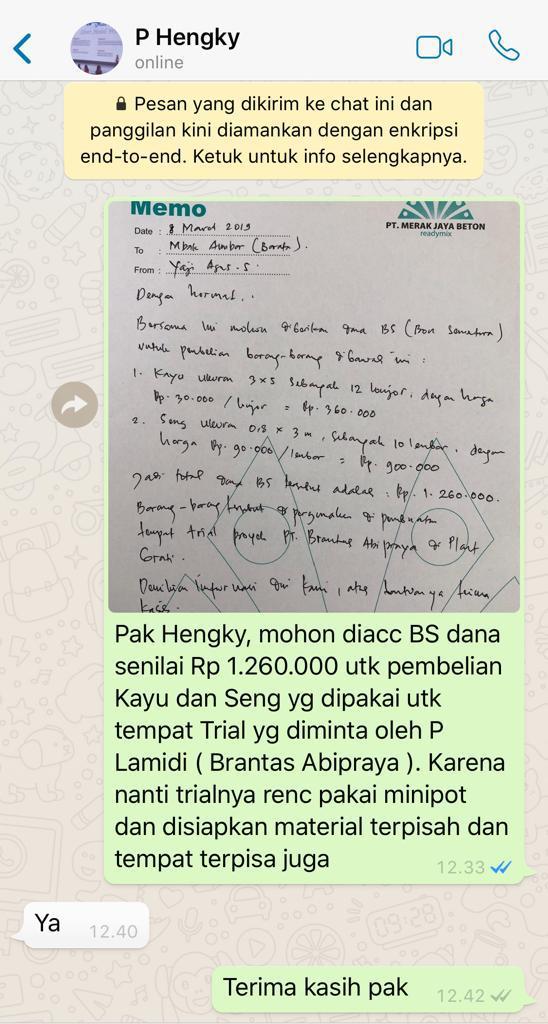 P Hengky
online
Pesan yang dikirim ke chat ini dan
panggilan kini diamankan dengan enkripsi
end-to-end. Ketuk untuk info selengkapnya.
Memo
Date : 8 Maret 2019
PT. MERAK JAYA BETON
readymix
To : Mbak (Barata).
From : Agus. S.
Dengan hormat,
Bersama ini mohon diberikan dana BS (Bon Sementara)
untuk pembelian barang-barang dibawah ini :
1. Kayu ukuran 3x5 sebanyak 12 lonjor, dengan harga
Rp. 30.000 / lonjor = Rp. 360.000
2. Seng ukuran 0,8 x 3 m, sebanyak 10 lembar, dengan
harga Rp. 90.000 / lembar = Rp. 900.000
Jadi total dana BS tersebut adalah : Rp. 1.260.000.
Barang-barang tersebut di pergunakan di pembuatan
tempat trial proyek PT. Brantas Abipraya di Plant
Grati.
Demikian informasi dari kami, atas bantuannya terima
kasih.
Pak Hengky, mohon diacc BS dana
senilai Rp 1.260.000 utk pembelian
Kayu dan Seng yg dipakai utk
tempat Trial yg diminta oleh P
Lamidi ( Brantas Abipraya ). Karena
nanti trialnya renc pakai minipot
dan disiapkan material terpisah dan
tempat terpisa juga
12.33
Ya
12.40
Terima kasih pak
12.42